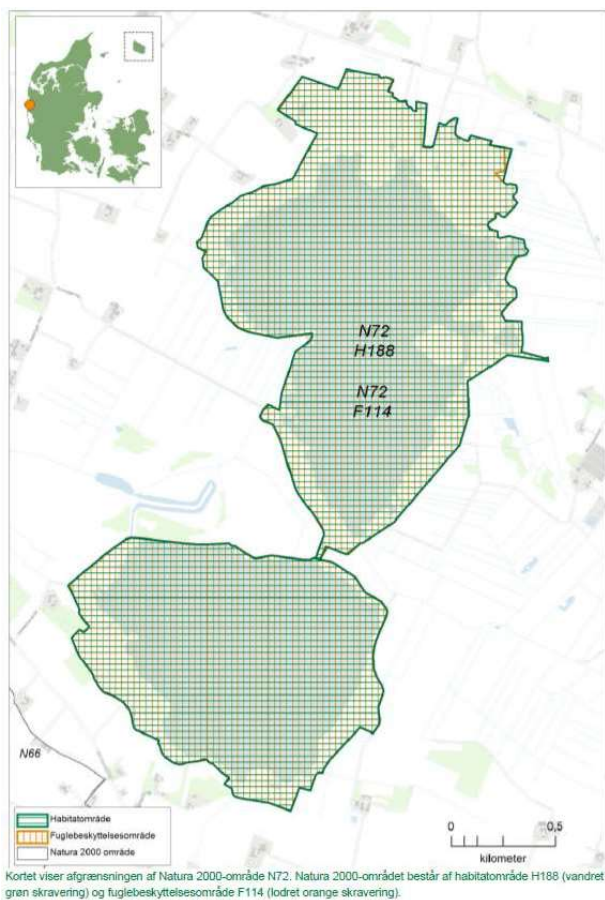 N72
H188
N72
F114
N66
Habitatområde
Fuglebeskyttelsesområde
Natura 2000 område
0 0,5
kilometer
Kortet viser afgrænsningen af Natura 2000-område N72. Natura 2000-området består af habitatområde H188 (vandret
grøn skravering) og fuglebeskyttelsesområde F114 (lodret orange skravering).